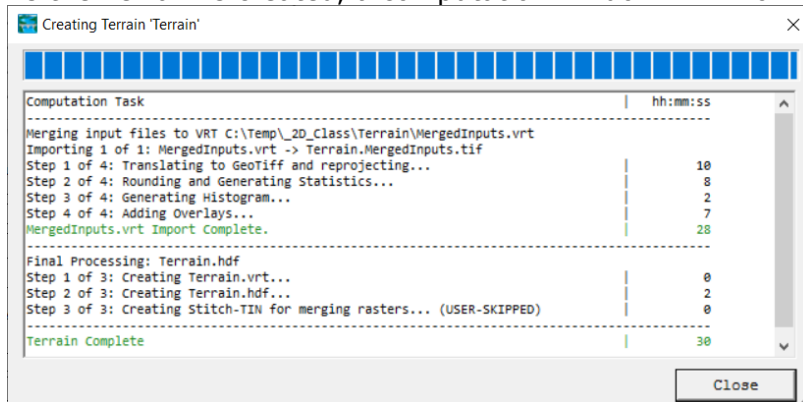 Creating Terrain 'Terrain'
Computation Task | hh:mm:ss
Merging input files to VRT C:\Temp\_2D_Class\Terrain\MergedInputs.vrt
Importing 1 of 1: MergedInputs.vrt -> Terrain.MergedInputs.tif
Step 1 of 4: Translating to GeoTiff and reprojecting... | 10
Step 2 of 4: Rounding and Generating Statistics... | 8
Step 3 of 4: Generating Histogram... | 2
Step 4 of 4: Adding Overlays... | 7
MergedInputs.vrt Import Complete. | 28
Final Processing: Terrain.hdf
Step 1 of 3: Creating Terrain.vrt... | 0
Step 2 of 3: Creating Terrain.hdf... | 2
Step 3 of 3: Creating Stitch-TIN for merging rasters... (USER-SKIPPED) | 0
Terrain Complete | 30
Close